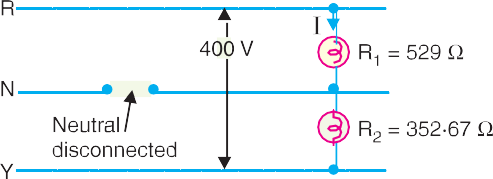 R
I
400 V
R₁ = 529 Ω
N
Neutral
disconnected
R₂ = 352·67 Ω
Y